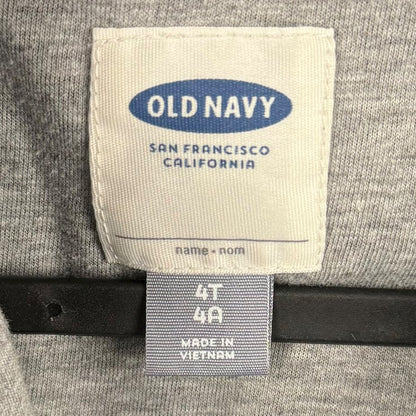 OLD NAVY
SAN FRANCISCO
CALIFORNIA
name • nom
4T
4A
MADE IN
VIETNAM